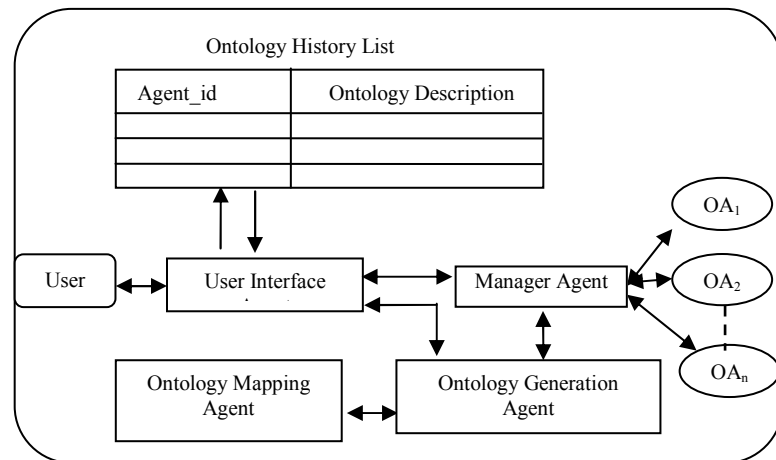 Ontology History List
Agent_id Ontology Description
OA1
User
User Interface
Manager Agent
OA2
OAn
Ontology Mapping
Agent
Ontology Generation
Agent